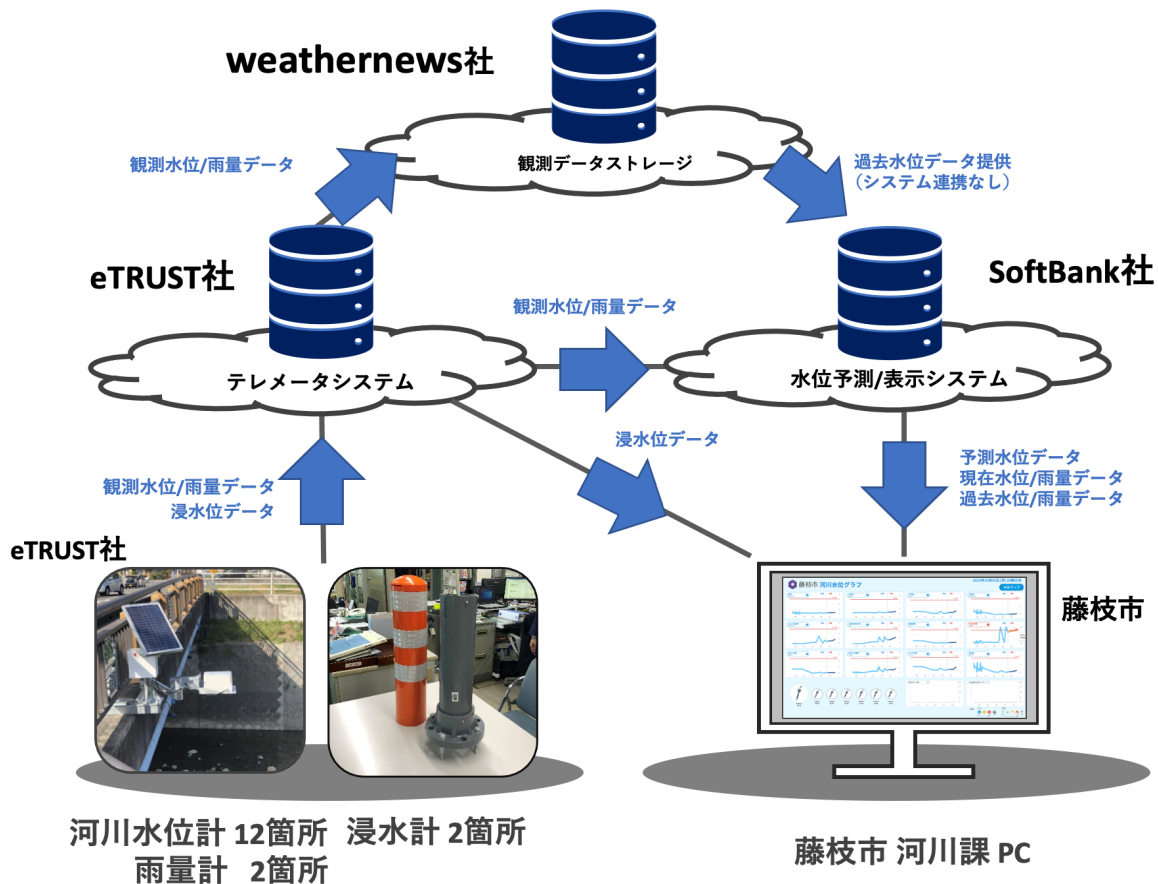 weathernews社
観測データストレージ
観測水位/雨量データ
過去水位データ提供
（システム連携なし）
eTRUST社
SoftBank社
観測水位/雨量データ
テレメータシステム
水位予測/表示システム
浸水位データ
観測水位/雨量データ
浸水位データ
予測水位データ
現在水位/雨量データ
過去水位/雨量データ
eTRUST社
藤枝市 河川水位グラフ
藤枝市
河川水位計 12箇所
雨量計 2箇所
浸水計 2箇所
藤枝市 河川課 PC